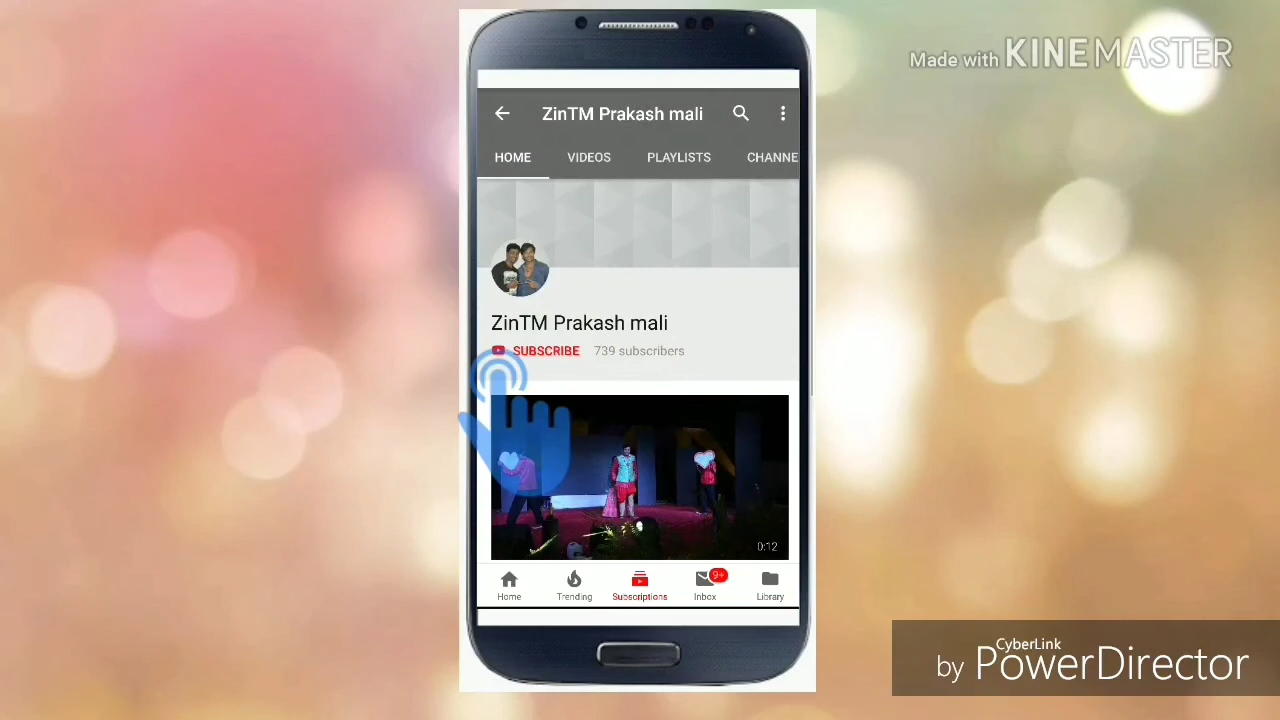 Made with KINEMASTER
ZinTM Prakash mali
HOME VIDEOS PLAYLISTS CHANNE
ZinTM Prakash mali
SUBSCRIBE 739 subscribers
0:12
9+
Home Trending Subscriptions Inbox Library
CyberLink
by PowerDirector